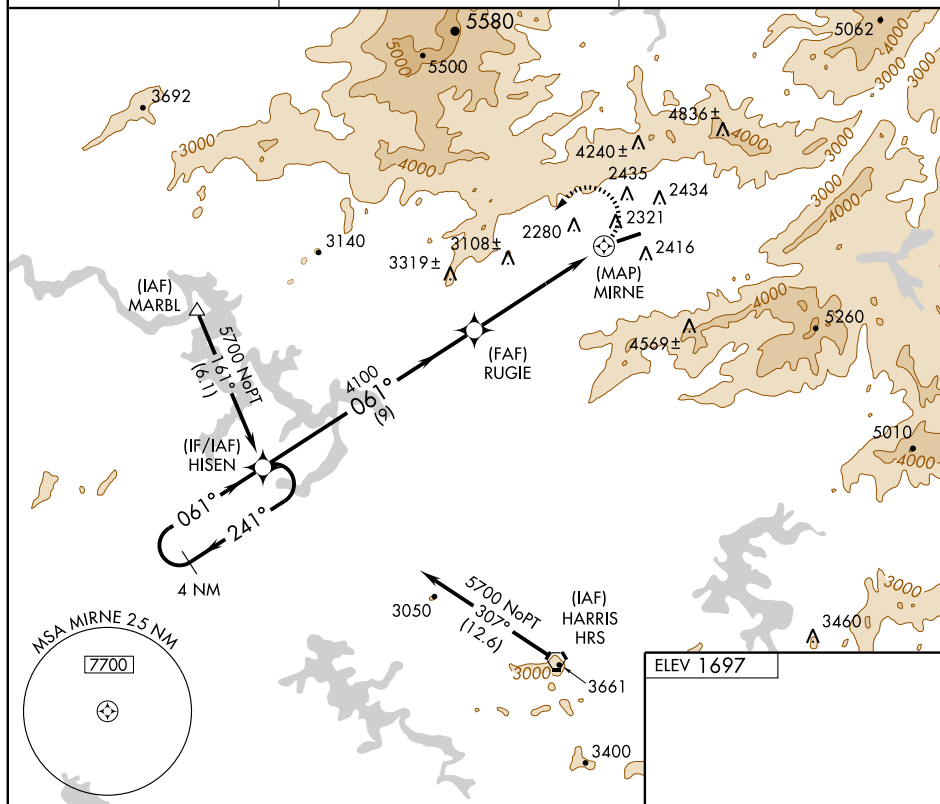 5580
5062
5000
5500
4000
3000
3000
3692
4836±
3000
4000
3000
4240±
4000
3000
2435
2434
4000
2280
2321
3140
3108±
2416
3319±
(MAP)
MIRNE
(IAF)
MARBL
4000
5260
4569±
(FAF)
RUGIE
5700 NoPT
161°
(6.1)
4100
061°
(9)
(IF/IAF)
HISEN
5010
4000
061°
241°
4 NM
5700 NoPT
307°
(12.6)
(IAF)
HARRIS
HRS
3050
3000
3460
MSA MIRNE 25 NM
7700
3000
3661
ELEV 1697
3400